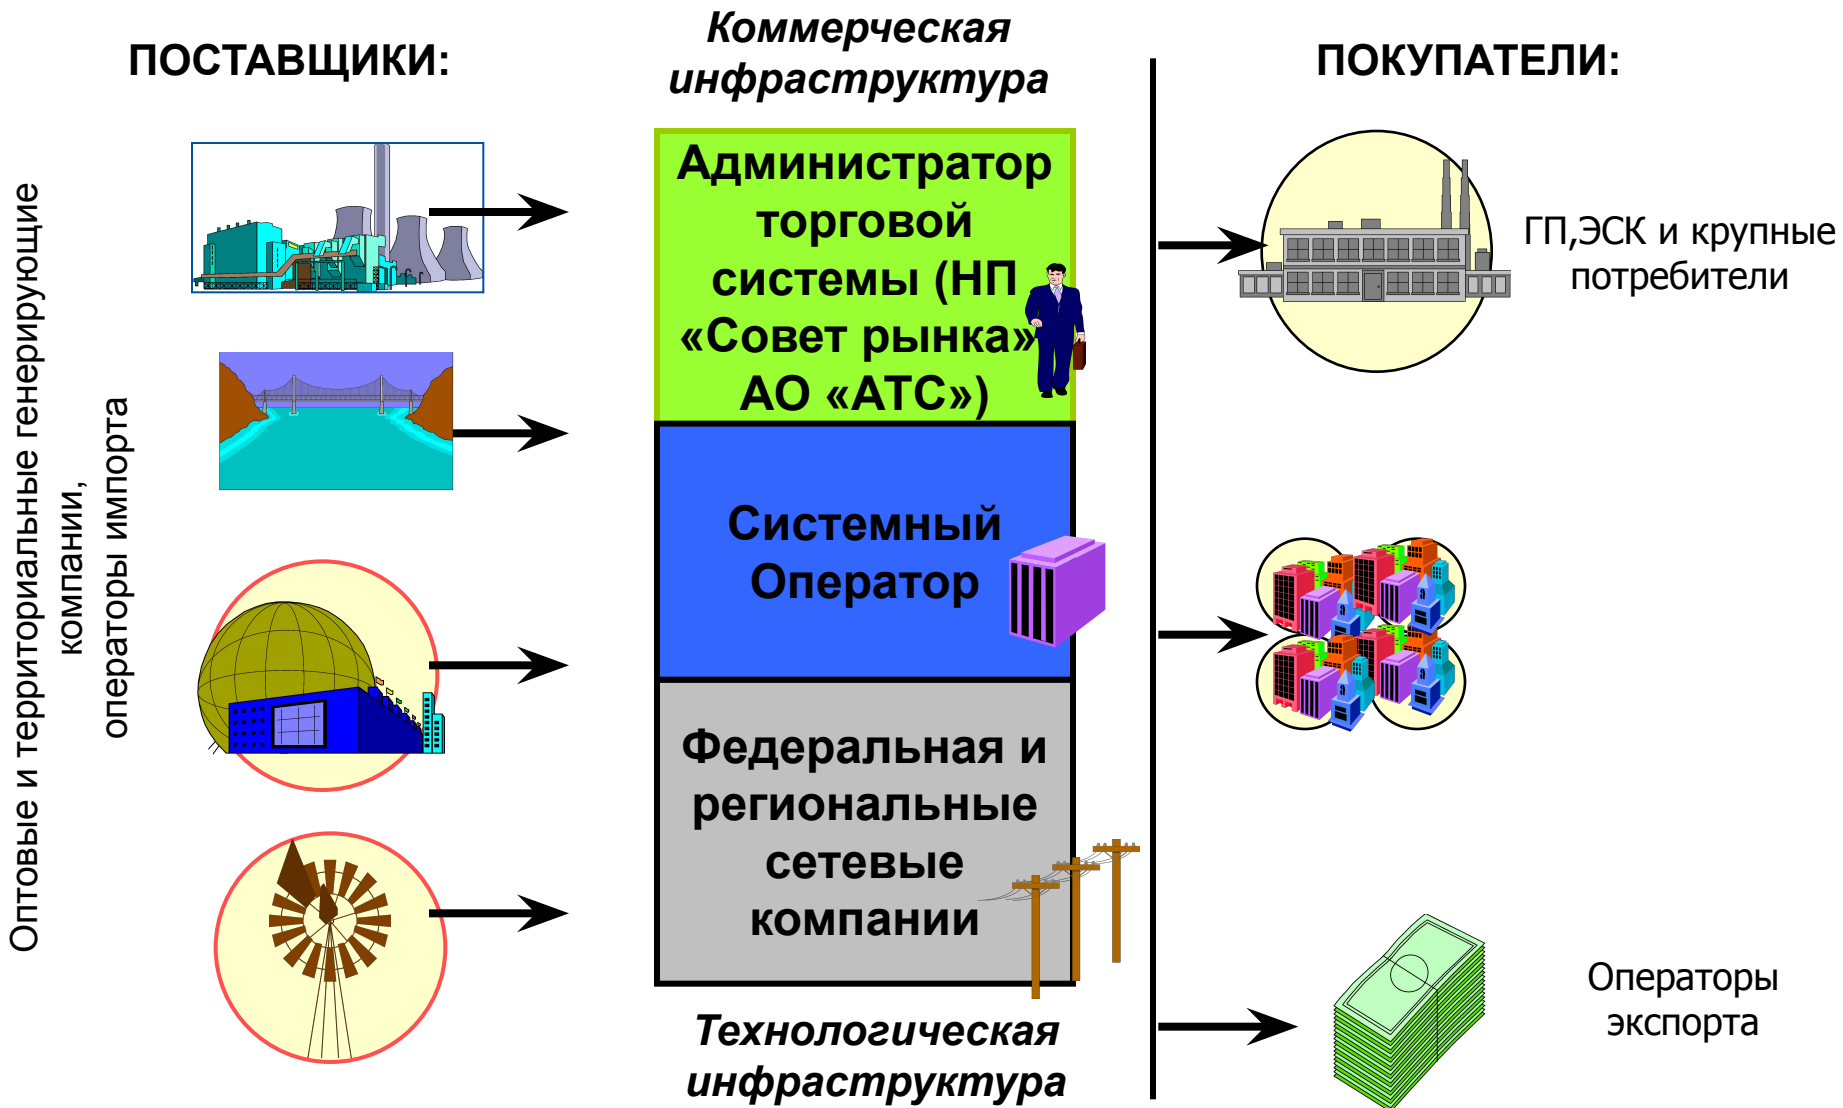 ПОСТАВЩИКИ:
Коммерческая
инфраструктура
ПОКУПАТЕЛИ:
Оптовые и территориальные генерирующие
компании,
операторы импорта
Администратор
торговой
системы (НП
«Совет рынка»
АО «АТС»)
Системный
Оператор
Федеральная и
региональные
сетевые
компании
Технологическая
инфраструктура
ГП,ЭСК и крупные
потребители
Операторы
экспорта